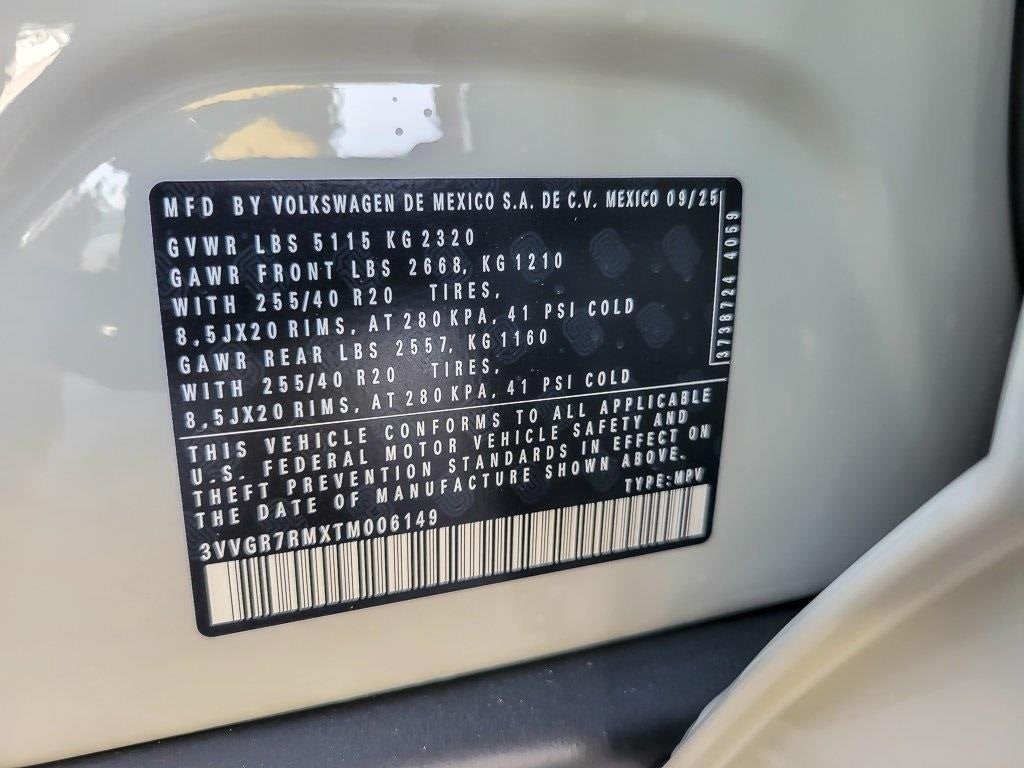 MFD BY VOLKSWAGEN DE MEXICO S.A. DE C.V. MEXICO 09/25
GVWR LBS 5115 KG 2320
GAWR FRONT LBS 2668, KG 1210
WITH 255/40 R20 TIRES,
8,5JX20 RIMS, AT 280 KPA, 41 PSI COLD
GAWR REAR LBS 2557, KG 1160
WITH 255/40 R20 TIRES,
8,5JX20 RIMS, AT 280 KPA, 41 PSI COLD
3738724 4059
THIS VEHICLE CONFORMS TO ALL APPLICABLE
U.S. FEDERAL MOTOR VEHICLE SAFETY AND
THEFT PREVENTION STANDARDS IN EFFECT ON
THE DATE OF MANUFACTURE SHOWN ABOVE.
TYPE:MPV
3VVGR7RMXTM006149